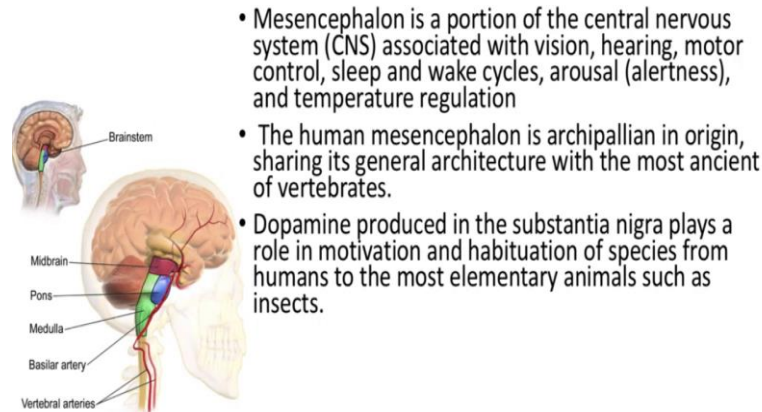 • Mesencephalon is a portion of the central nervous
system (CNS) associated with vision, hearing, motor
control, sleep and wake cycles, arousal (alertness),
and temperature regulation
• The human mesencephalon is archipallian in origin,
sharing its general architecture with the most ancient
of vertebrates.
• Dopamine produced in the substantia nigra plays a
role in motivation and habituation of species from
humans to the most elementary animals such as
insects.
Brainstem
Midbrain
Pons
Medulla
Basilar artery
Vertebral arteries